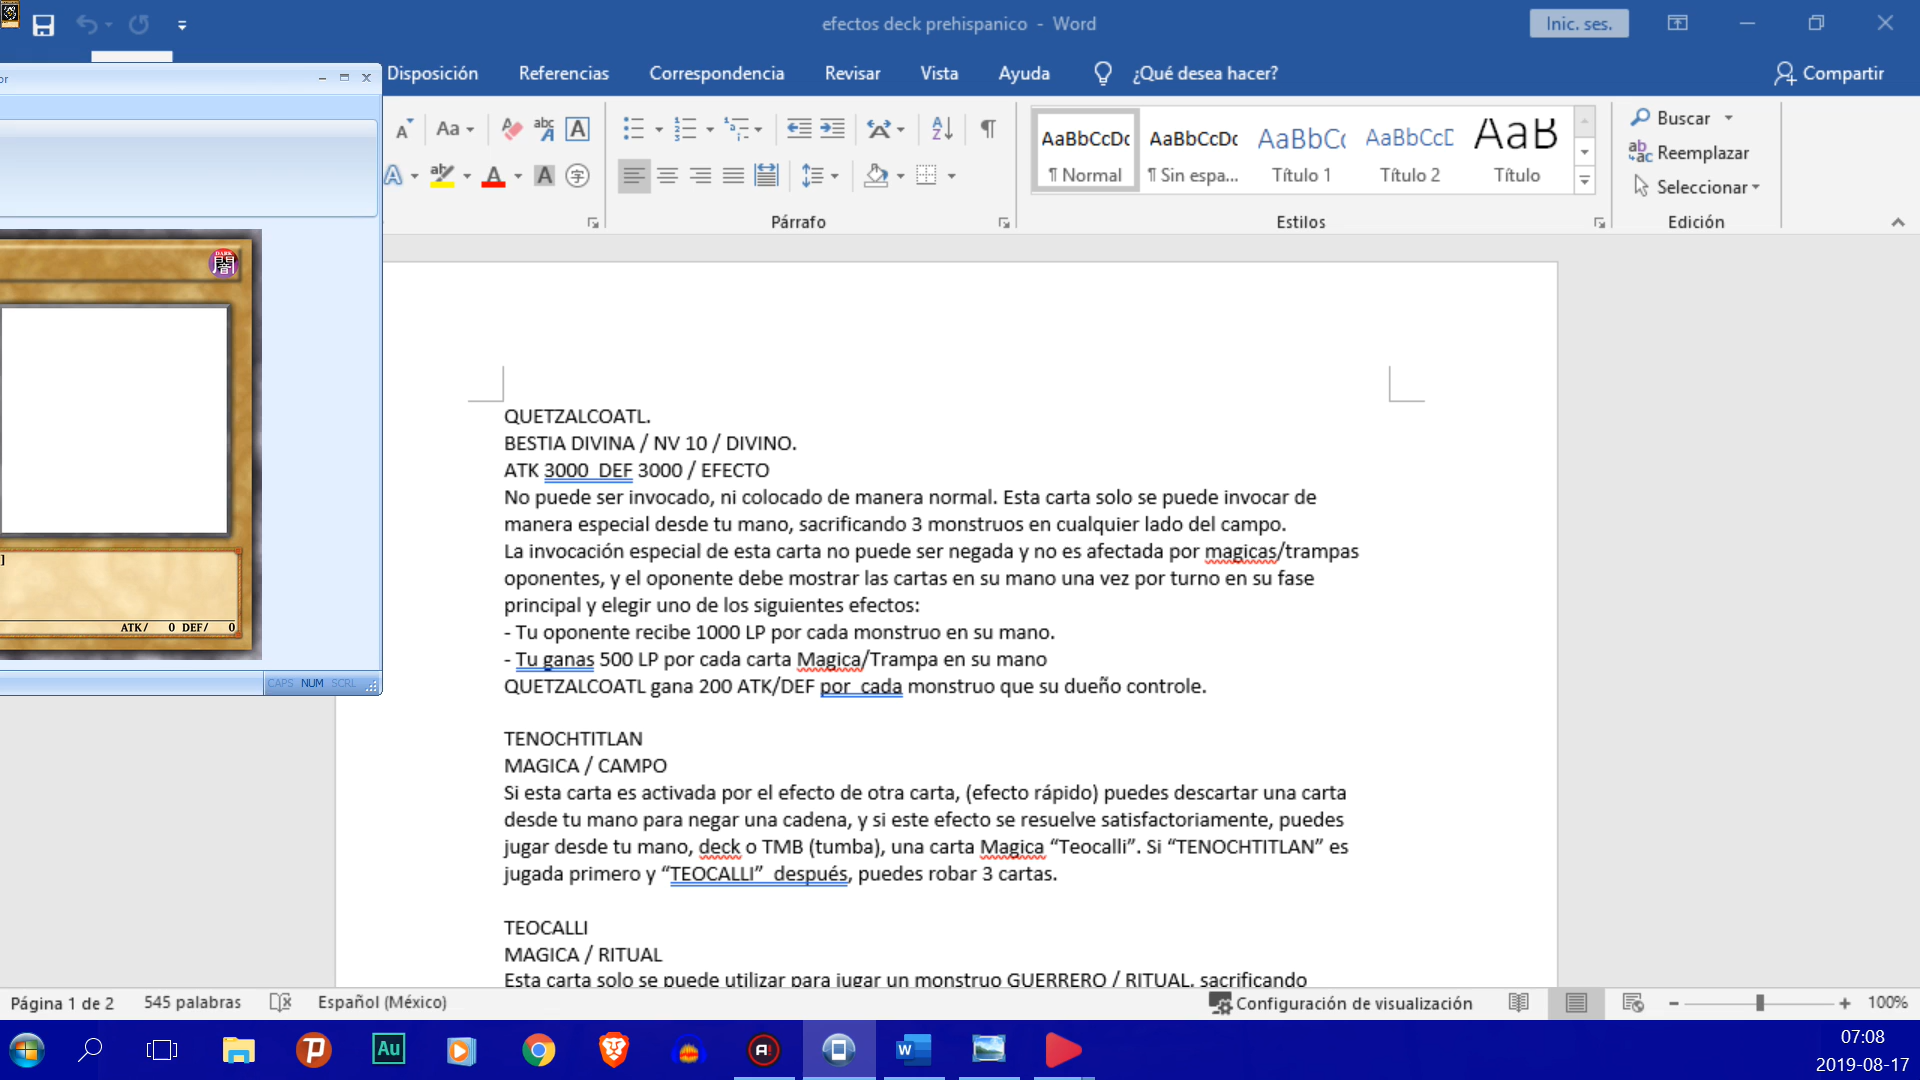 efectos deck prehispanico - Word
Inic. ses.
or
Disposición
Referencias
Correspondencia
Revisar
Vista
Ayuda
¿Qué desea hacer?
Compartir
Aa
AaBbCcDc
AaBbCcDc
AaBbC
AaBbCcD
AaB
¶ Normal
¶ Sin espa...
Título 1
Título 2
Título
Buscar
Reemplazar
Seleccionar
Párrafo
Estilos
Edición
DARK
闇
]
ATK/ 0 DEF/ 0
CAPS NUM SCRL
QUETZALCOATL.
BESTIA DIVINA / NV 10 / DIVINO.
ATK 3000  DEF 3000 / EFECTO
No puede ser invocado, ni colocado de manera normal. Esta carta solo se puede invocar de
manera especial desde tu mano, sacrificando 3 monstruos en cualquier lado del campo.
La invocación especial de esta carta no puede ser negada y no es afectada por magicas/trampas
oponentes, y el oponente debe mostrar las cartas en su mano una vez por turno en su fase
principal y elegir uno de los siguientes efectos:
- Tu oponente recibe 1000 LP por cada monstruo en su mano.
- Tu ganas 500 LP por cada carta Magica/Trampa en su mano
QUETZALCOATL gana 200 ATK/DEF por  cada monstruo que su dueño controle.
TENOCHTITLAN
MAGICA / CAMPO
Si esta carta es activada por el efecto de otra carta, (efecto rápido) puedes descartar una carta
desde tu mano para negar una cadena, y si este efecto se resuelve satisfactoriamente, puedes
jugar desde tu mano, deck o TMB (tumba), una carta Magica “Teocalli”. Si “TENOCHTITLAN” es
jugada primero y “TEOCALLI”  después, puedes robar 3 cartas.
TEOCALLI
MAGICA / RITUAL
Esta carta solo se puede utilizar para jugar un monstruo GUERRERO / RITUAL, sacrificando
Página 1 de 2
545 palabras
Español (México)
Configuración de visualización
100%
07:08
2019-08-17